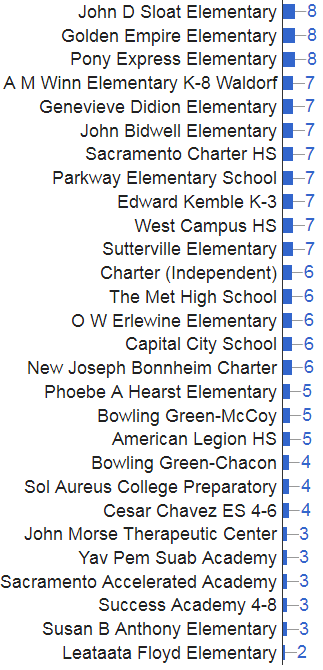 John D Sloat Elementary 8
Golden Empire Elementary 8
Pony Express Elementary 8
A M Winn Elementary K-8 Waldorf 7
Genevieve Didion Elementary 7
John Bidwell Elementary 7
Sacramento Charter HS 7
Parkway Elementary School 7
Edward Kemble K-3 7
West Campus HS 7
Sutterville Elementary 7
Charter (Independent) 6
The Met High School 6
O W Erlewine Elementary 6
Capital City School 6
New Joseph Bonnheim Charter 6
Phoebe A Hearst Elementary 5
Bowling Green-McCoy 5
American Legion HS 5
Bowling Green-Chacon 4
Sol Aureus College Preparatory 4
Cesar Chavez ES 4-6 4
John Morse Therapeutic Center 3
Yav Pem Suab Academy 3
Sacramento Accelerated Academy 3
Success Academy 4-8 3
Susan B Anthony Elementary 3
Leataata Floyd Elementary 2